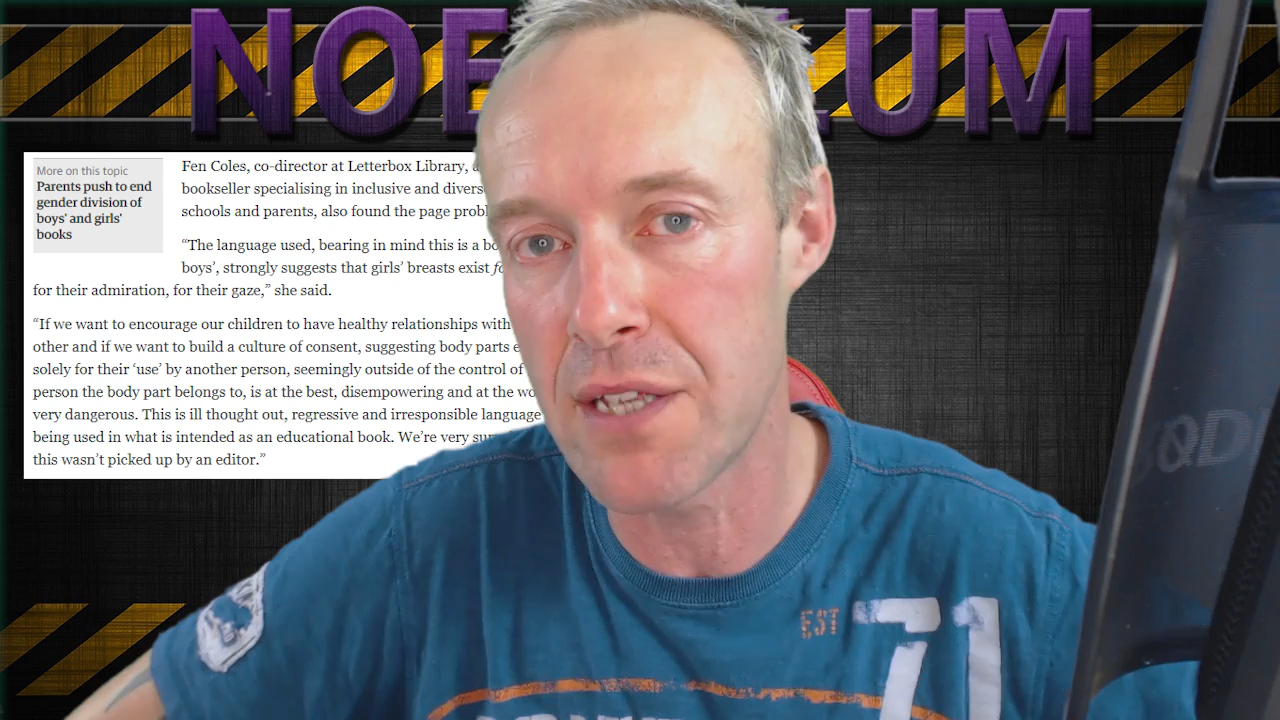 NOE LUM
More on this topic
Parents push to end
gender division of
boys' and girls'
books
Fen Coles, co-director at Letterbox Library,
bookseller specialising in inclusive and
schools and parents, also found the page
“The language used, bearing in mind this is a
boys’, strongly suggests that girls’ breasts exist
for their admiration, for their gaze,” she said.
“If we want to encourage our children to have healthy relationships with
other and if we want to build a culture of consent, suggesting body parts
solely for their ‘use’ by another person, seemingly outside of the control of
person the body part belongs to, is at the best, disempowering and at the
very dangerous. This is ill thought out, regressive and irresponsible language
being used in what is intended as an educational book. We’re very
this wasn’t picked up by an editor.”
EST 71